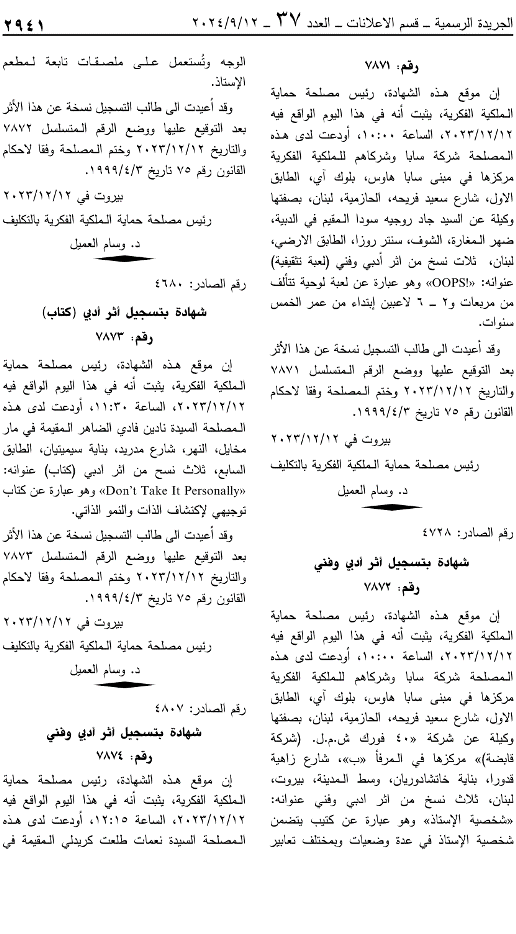 الجريدة الرسمية ــ قسم الاعلانات ــ العدد ٣٧ ــ ٢٠٢٤/٩/١٢
٢٩٤١
رقم: ٧٨٧١
إن موقع هذه الشهادة، رئيس مصلحة حماية
الملكية الفكرية، يثبت أنه في هذا اليوم الواقع فيه
٢٠٢٣/١٢/١٢، الساعة ١٠:٠٠، أودعت لدى هذه
المصلحة شركة سابا وشركاهم للملكية الفكرية
مركزها في مبنى سابا هاوس، بلوك آي، الطابق
الاول، شارع سعيد فريحه، الحازمية، لبنان، بصفتها
وكيلة عن السيد جاد روجيه سودا المقيم في الدبية،
ضهر المغارة، الشوف، سنتر روزا، الطابق الارضي،
لبنان، ثلاث نسخ من اثر أدبي وفني (لعبة تثقيفية)
عنوانه: «OOPS!» وهو عبارة عن لعبة لوحية تتألف
من مربعات و٢ ــ ٦ لاعبين إبتداء من عمر الخمس
سنوات.
وقد أعيدت الى طالب التسجيل نسخة عن هذا الأثر
بعد التوقيع عليها ووضع الرقم المتسلسل ٧٨٧١
والتاريخ ٢٠٢٣/١٢/١٢ وختم المصلحة وفقا لاحكام
القانون رقم ٧٥ تاريخ ١٩٩٩/٤/٣.
بيروت في ٢٠٢٣/١٢/١٢
رئيس مصلحة حماية الملكية الفكرية بالتكليف
د. وسام العميل
رقم الصادر: ٤٧٢٨
شهادة بتسجيل أثر أدبي وفني
رقم: ٧٨٧٢
إن موقع هذه الشهادة، رئيس مصلحة حماية
الملكية الفكرية، يثبت أنه في هذا اليوم الواقع فيه
٢٠٢٣/١٢/١٢، الساعة ١٠:٠٠، أودعت لدى هذه
المصلحة شركة سابا وشركاهم للملكية الفكرية
مركزها في مبنى سابا هاوس، بلوك آي، الطابق
الاول، شارع سعيد فريحه، الحازمية، لبنان، بصفتها
وكيلة عن شركة «٤٠ فورك ش.م.ل. (شركة
قابضة)» مركزها في المرفأ «ب»، شارع زاهية
قدورا، بناية خاتشادوريان، وسط المدينة، بيروت،
لبنان، ثلاث نسخ من اثر ادبي وفني عنوانه:
«شخصية الإستاذ» وهو عبارة عن كتيب يتضمن
شخصية الإستاذ في عدة وضعيات وبمختلف تعابير
الوجه وتُستعمل على ملصقات تابعة لمطعم
الإستاذ.
وقد أعيدت الى طالب التسجيل نسخة عن هذا الأثر
بعد التوقيع عليها ووضع الرقم المتسلسل ٧٨٧٢
والتاريخ ٢٠٢٣/١٢/١٢ وختم المصلحة وفقا لاحكام
القانون رقم ٧٥ تاريخ ١٩٩٩/٤/٣.
بيروت في ٢٠٢٣/١٢/١٢
رئيس مصلحة حماية الملكية الفكرية بالتكليف
د. وسام العميل
رقم الصادر: ٤٦٨٠
شهادة بتسجيل أثر أدبي (كتاب)
رقم: ٧٨٧٣
إن موقع هذه الشهادة، رئيس مصلحة حماية
الملكية الفكرية، يثبت أنه في هذا اليوم الواقع فيه
٢٠٢٣/١٢/١٢، الساعة ١١:٣٠، أودعت لدى هذه
المصلحة السيدة نادين فادي الضاهر المقيمة في مار
مخايل، النهر، شارع مدريد، بناية سيميتيان، الطابق
السابع، ثلاث نسخ من اثر ادبي (كتاب) عنوانه:
«Don't Take It Personally» وهو عبارة عن كتاب
توجيهي لإكتشاف الذات والنمو الذاتي.
وقد أعيدت الى طالب التسجيل نسخة عن هذا الأثر
بعد التوقيع عليها ووضع الرقم المتسلسل ٧٨٧٣
والتاريخ ٢٠٢٣/١٢/١٢ وختم المصلحة وفقا لاحكام
القانون رقم ٧٥ تاريخ ١٩٩٩/٤/٣.
بيروت في ٢٠٢٣/١٢/١٢
رئيس مصلحة حماية الملكية الفكرية بالتكليف
د. وسام العميل
رقم الصادر: ٤٨٠٧
شهادة بتسجيل أثر أدبي وفني
رقم: ٧٨٧٤
إن موقع هذه الشهادة، رئيس مصلحة حماية
الملكية الفكرية، يثبت أنه في هذا اليوم الواقع فيه
٢٠٢٣/١٢/١٢، الساعة ١٢:١٥، أودعت لدى هذه
المصلحة السيدة نعمات طلعت كريدلي المقيمة في